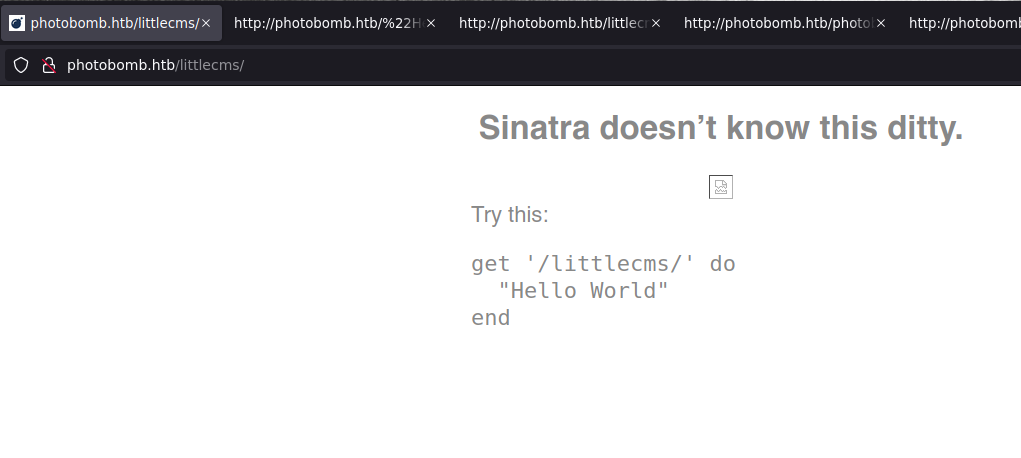 photobomb.htb/littlecms/ http://photobomb.htb/%22H http://photobomb.htb/littlec http://photobomb.htb/photo http://photobomb
photobomb.htb/littlecms/
Sinatra doesn’t know this ditty.
Try this:
get '/littlecms/' do
"Hello World"
end